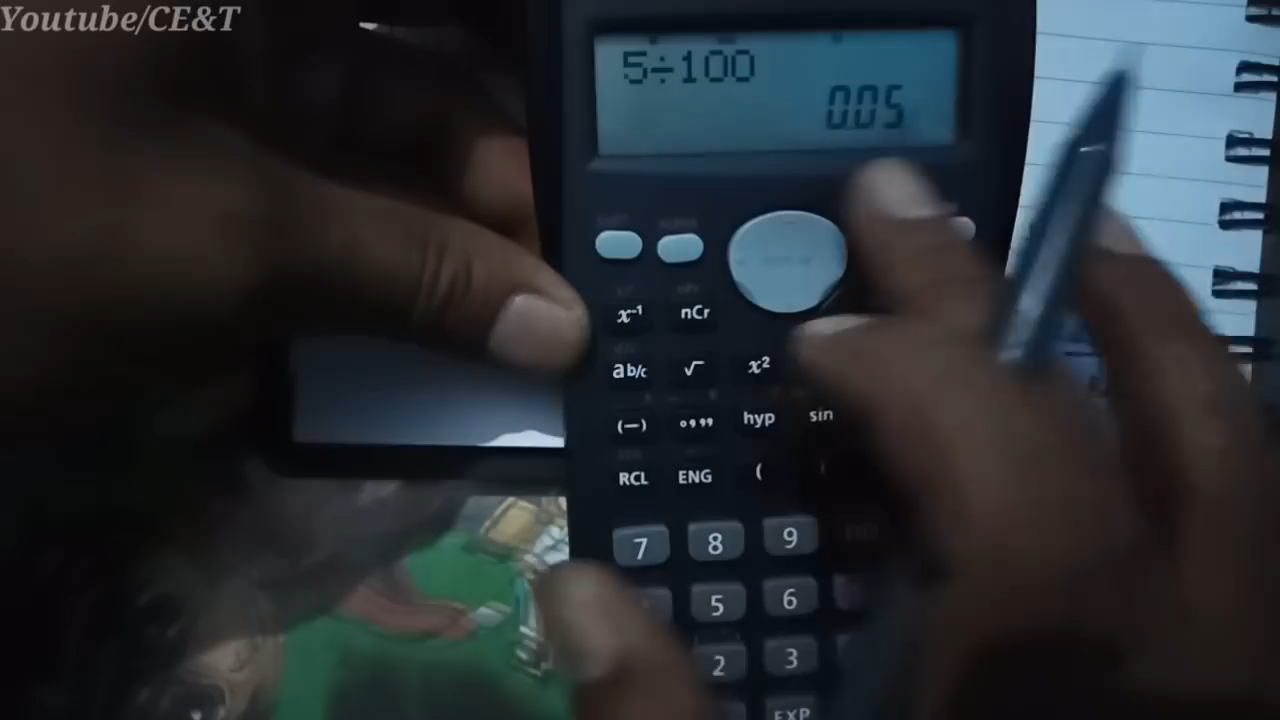 Youtube/CE&T
5÷100
0.05
x⁻¹ nCr
ab/c √ x²
(−) °’’’ hyp sin
RCL ENG ( )
7 8 9
5 6
2 3
EXP